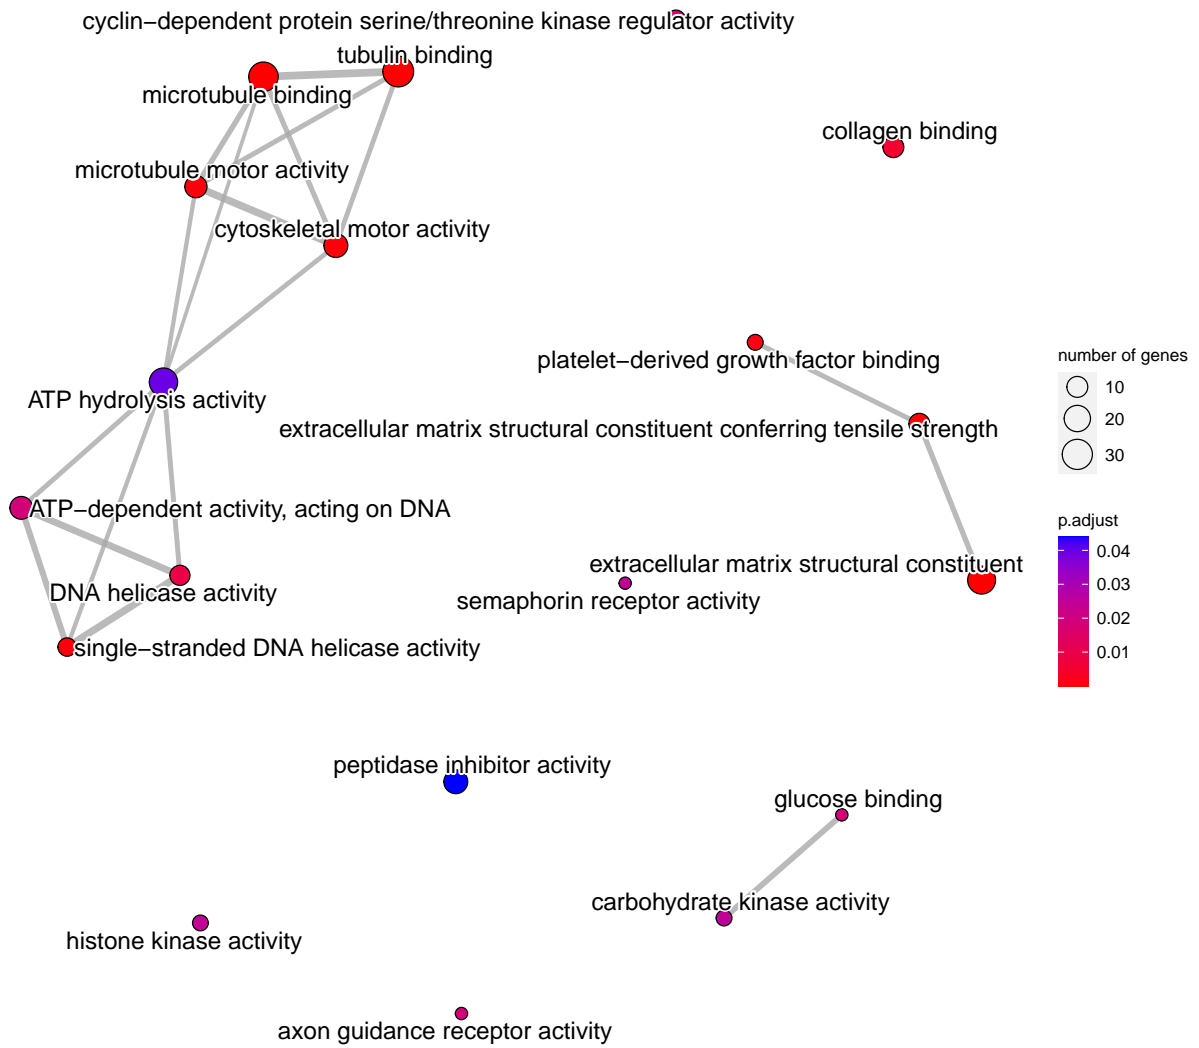 cyclin−dependent protein serine/threonine kinase regulator activity
tubulin binding
microtubule binding
collagen binding
microtubule motor activity
cytoskeletal motor activity
platelet−derived growth factor binding
ATP hydrolysis activity
extracellular matrix structural constituent conferring tensile strength
ATP−dependent activity, acting on DNA
extracellular matrix structural constituent
DNA helicase activity
semaphorin receptor activity
single−stranded DNA helicase activity
peptidase inhibitor activity
glucose binding
carbohydrate kinase activity
histone kinase activity
axon guidance receptor activity
number of genes
10
20
30
p.adjust
0.04
0.03
0.02
0.01